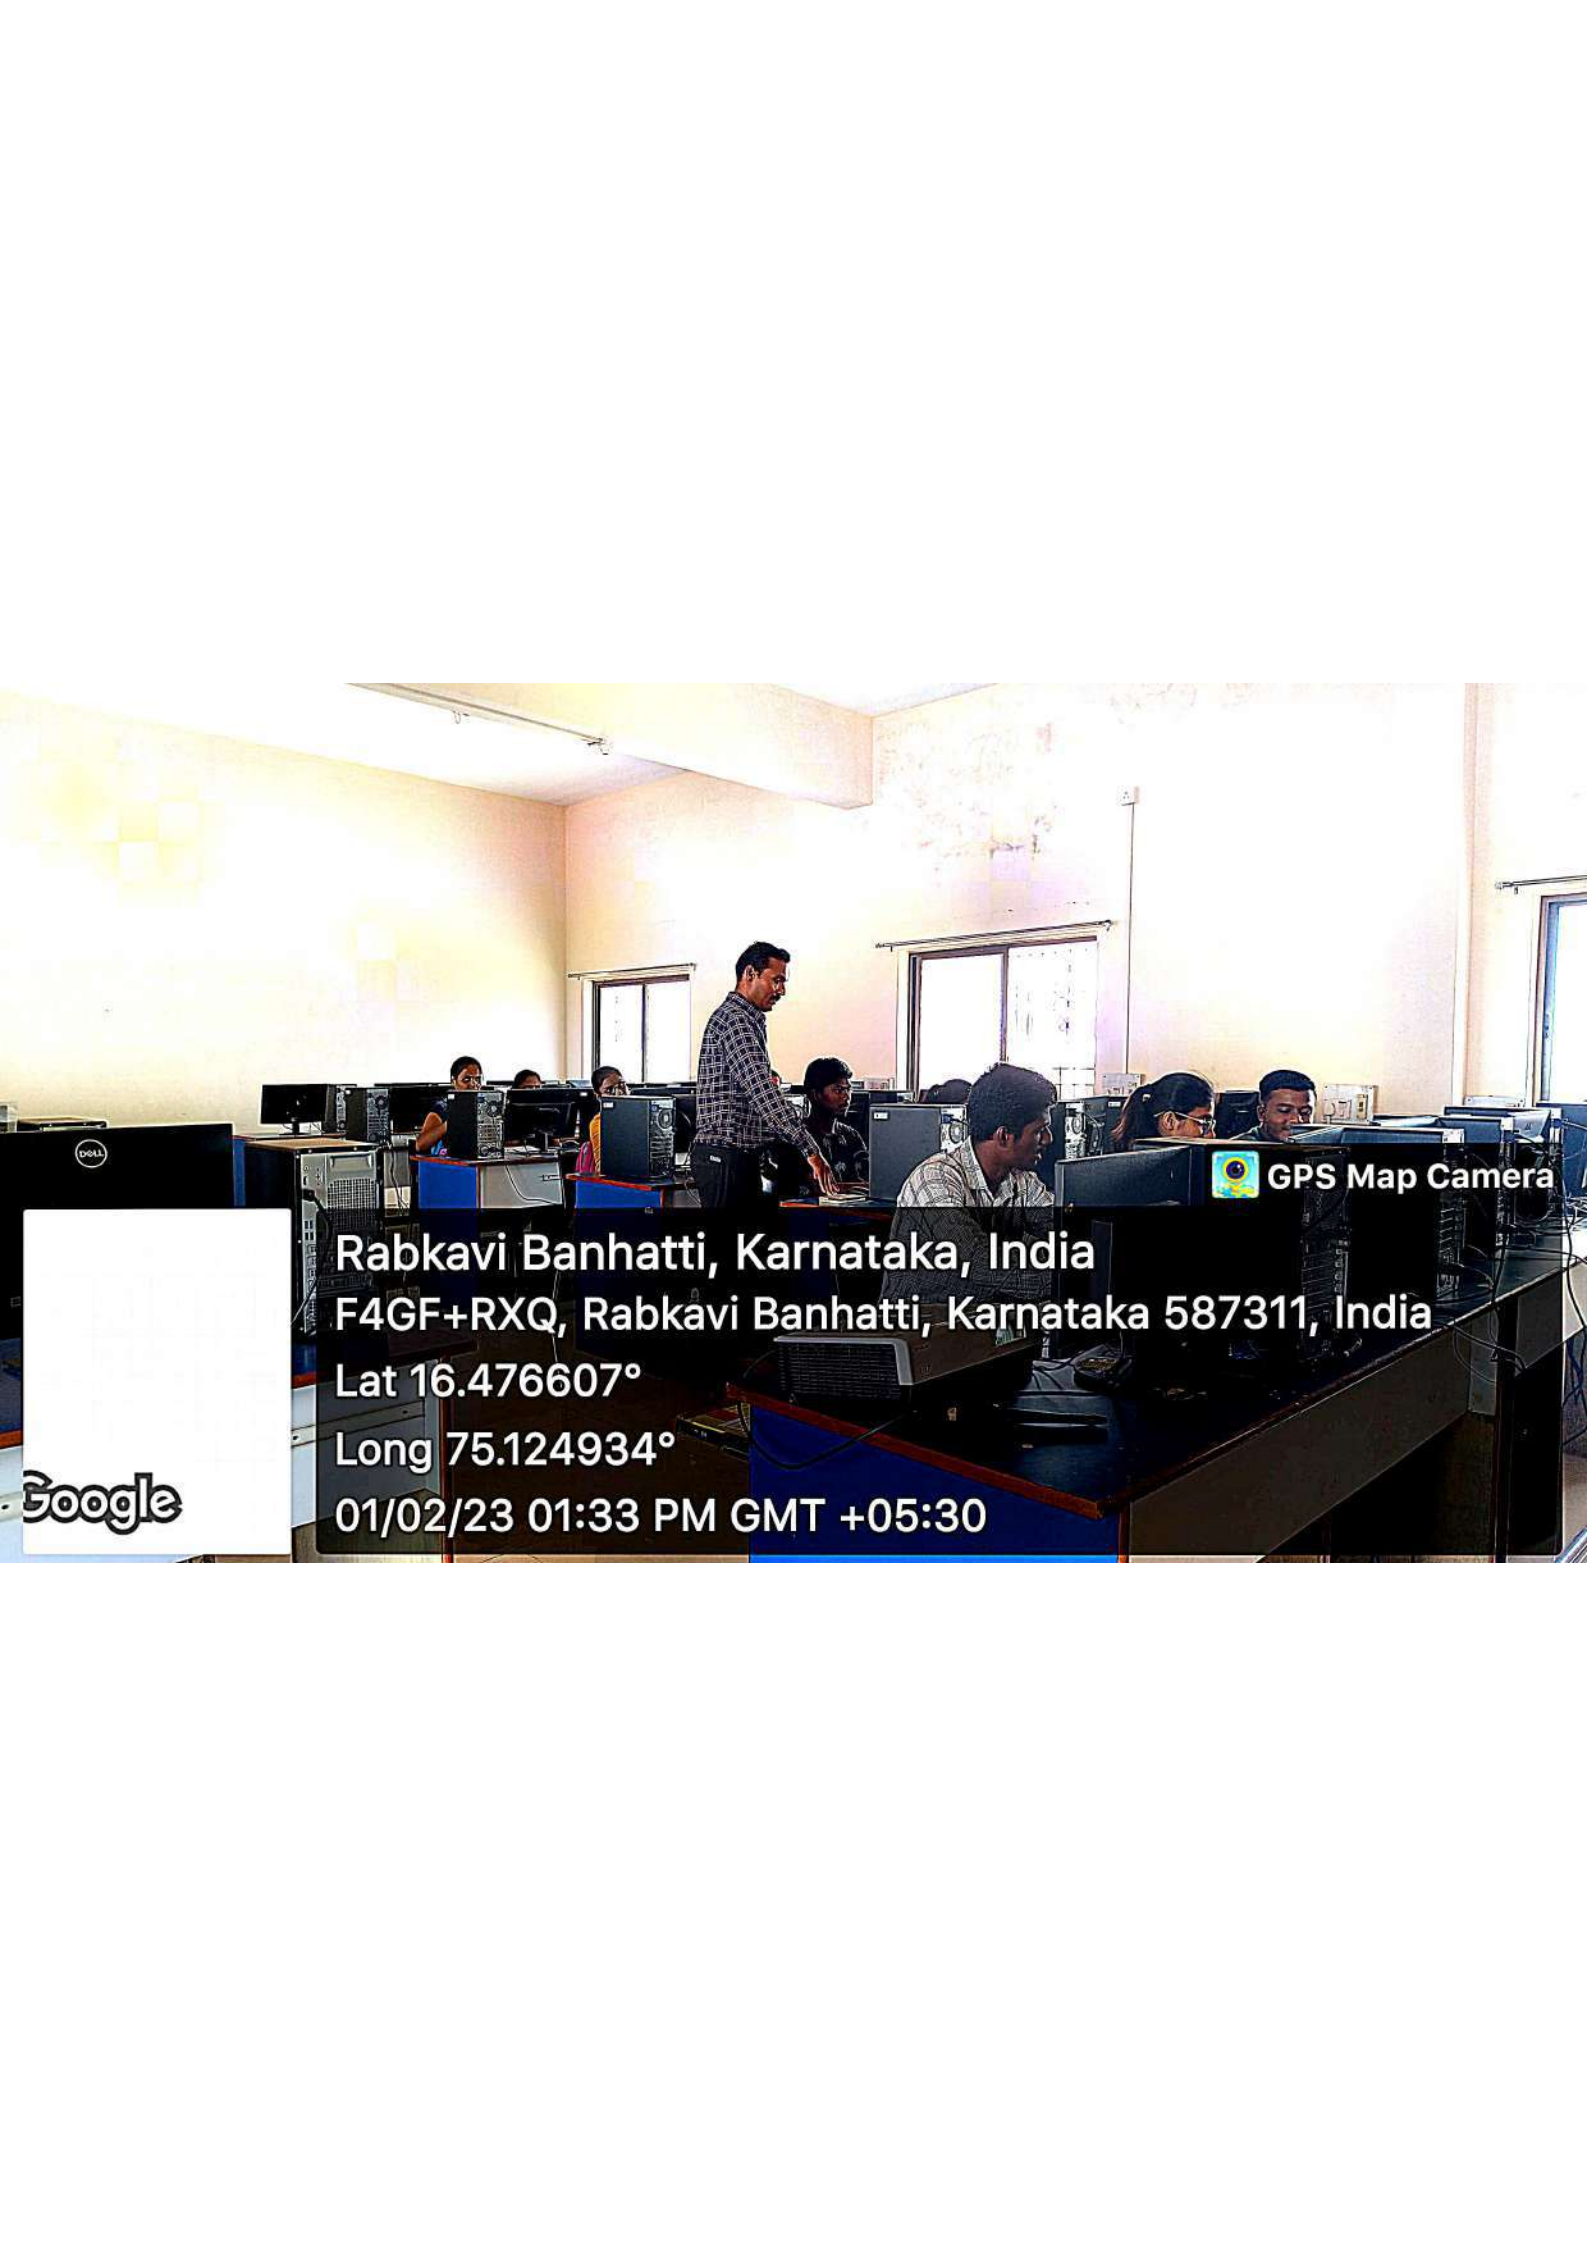 DELL
GPS Map Camera
Rabkavi Banhatti, Karnataka, India
F4GF+RXQ, Rabkavi Banhatti, Karnataka 587311, India
Lat 16.476607°
Long 75.124934°
01/02/23 01:33 PM GMT +05:30
Google